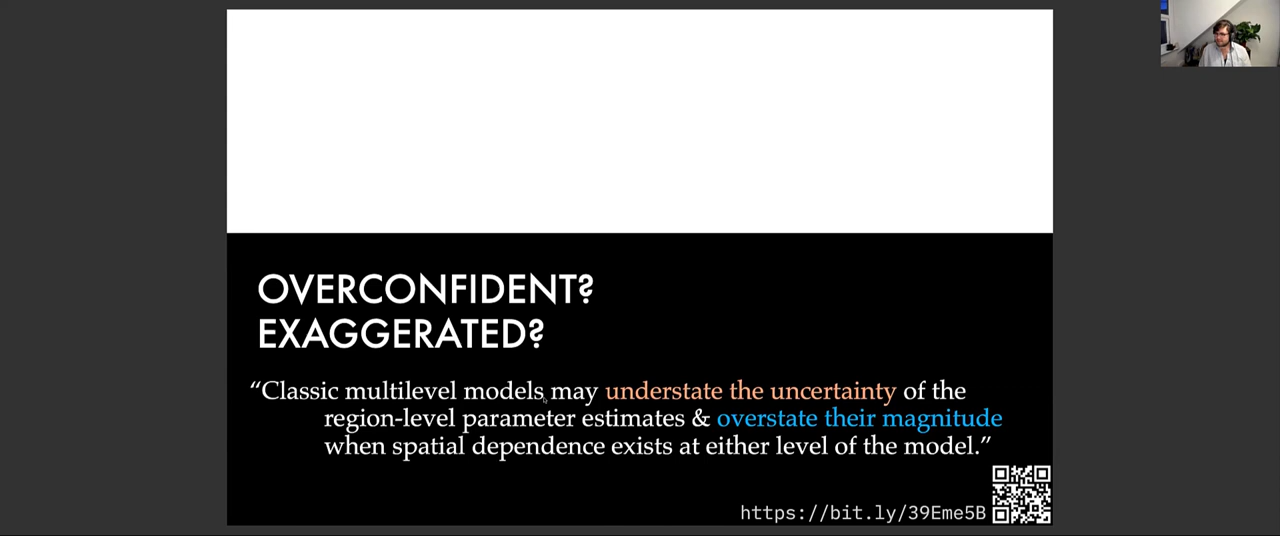 OVERCONFIDENT?
EXAGGERATED?
“Classic multilevel models may understate the uncertainty of the
region-level parameter estimates & overstate their magnitude
when spatial dependence exists at either level of the model.”
https://bit.ly/39Eme5B